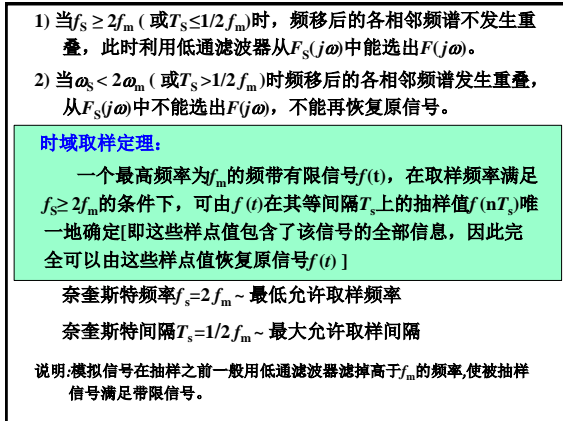 1) 当fS ≥ 2fm ( 或TS≤1/2 fm)时，频移后的各相邻频谱不发生重
叠，此时利用低通滤波器从FS(jω)中能选出F(jω)。
2) 当ωS < 2ωm ( 或TS >1/2 fm)时频移后的各相邻频谱发生重叠，
从FS(jω)中不能选出F(jω)，不能再恢复原信号。
时域取样定理：
一个最高频率为fm的频带有限信号f(t)，在取样频率满足
fS≥ 2fm的条件下，可由 f (t)在其等间隔Ts上的抽样值f (nTs)唯
一地确定[即这些样点值包含了该信号的全部信息，因此完
全可以由这些样点值恢复原信号f (t) ]
奈奎斯特频率f s=2 f m ~ 最低允许取样频率
奈奎斯特间隔Ts=1/2 fm ~ 最大允许取样间隔
说明:模拟信号在抽样之前一般用低通滤波器滤掉高于fm的频率,使被抽样
信号满足带限信号。